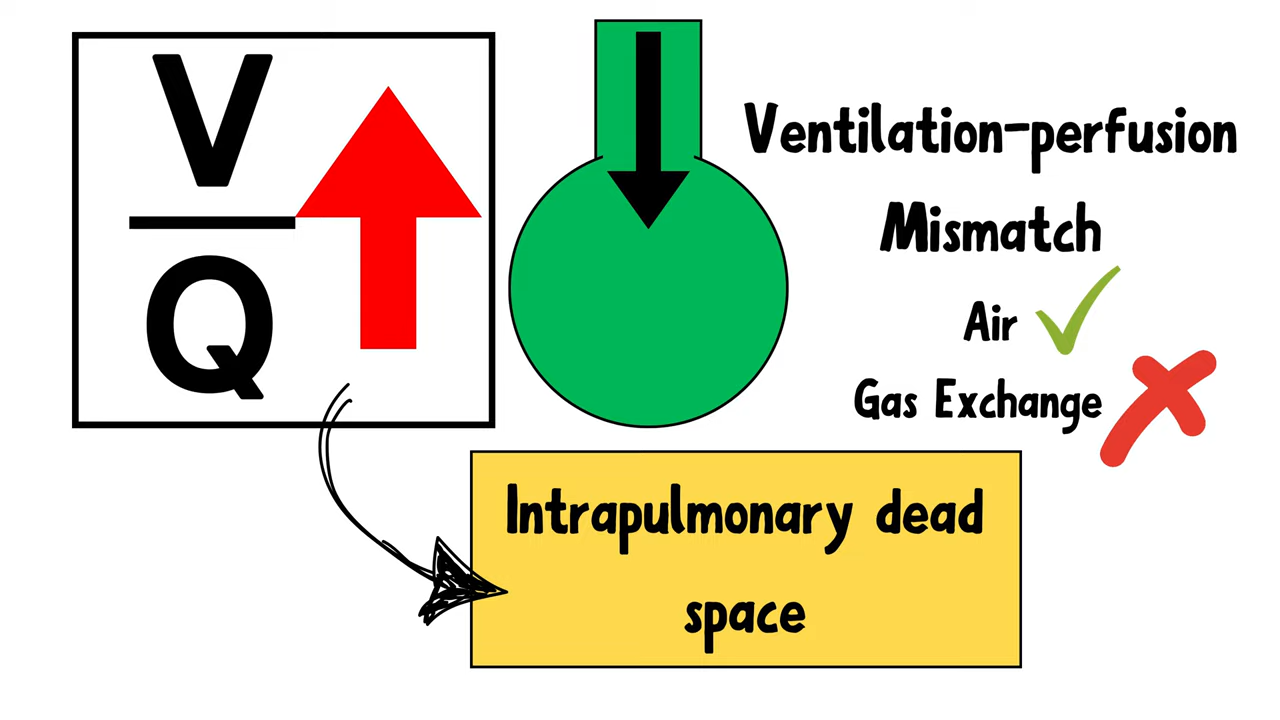 V
Q
Ventilation-perfusion
Mismatch
Air
Gas Exchange
Intrapulmonary dead
space